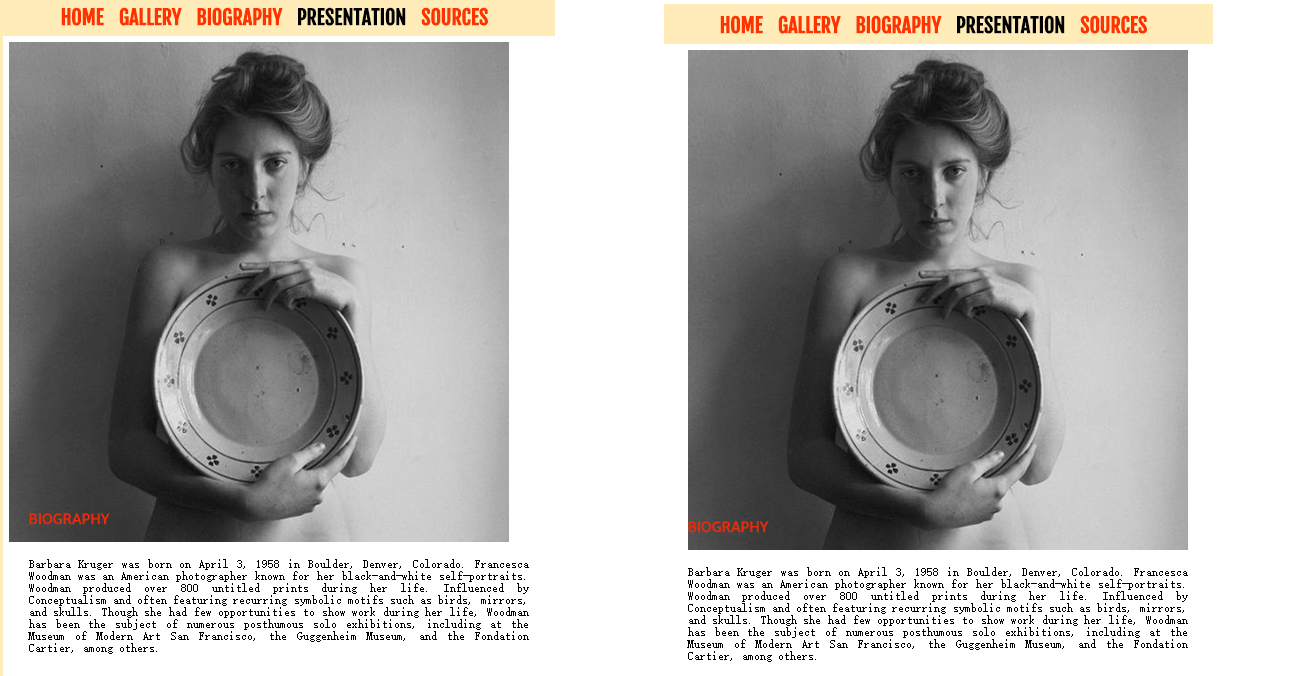 HOME GALLERY BIOGRAPHY PRESENTATION SOURCES
BIOGRAPHY
Barbara Kruger was born on April 3, 1958 in Boulder, Denver, Colorado. Francesca
Woodman was an American photographer known for her black-and-white self-portraits.
Woodman produced over 800 untitled prints during her life. Influenced by
Conceptualism and often featuring recurring symbolic motifs such as birds, mirrors,
and skulls. Though she had few opportunities to show work during her life, Woodman
has been the subject of numerous posthumous solo exhibitions, including at the
Museum of Modern Art San Francisco, the Guggenheim Museum, and the Fondation
Cartier, among others.
HOME GALLERY BIOGRAPHY PRESENTATION SOURCES
BIOGRAPHY
Barbara Kruger was born on April 3, 1958 in Boulder, Denver, Colorado. Francesca
Woodman was an American photographer known for her black-and-white self-portraits.
Woodman produced over 800 untitled prints during her life. Influenced by
Conceptualism and often featuring recurring symbolic motifs such as birds, mirrors,
and skulls. Though she had few opportunities to show work during her life, Woodman
has been the subject of numerous posthumous solo exhibitions, including at the
Museum of Modern Art San Francisco, the Guggenheim Museum, and the Fondation
Cartier, among others.